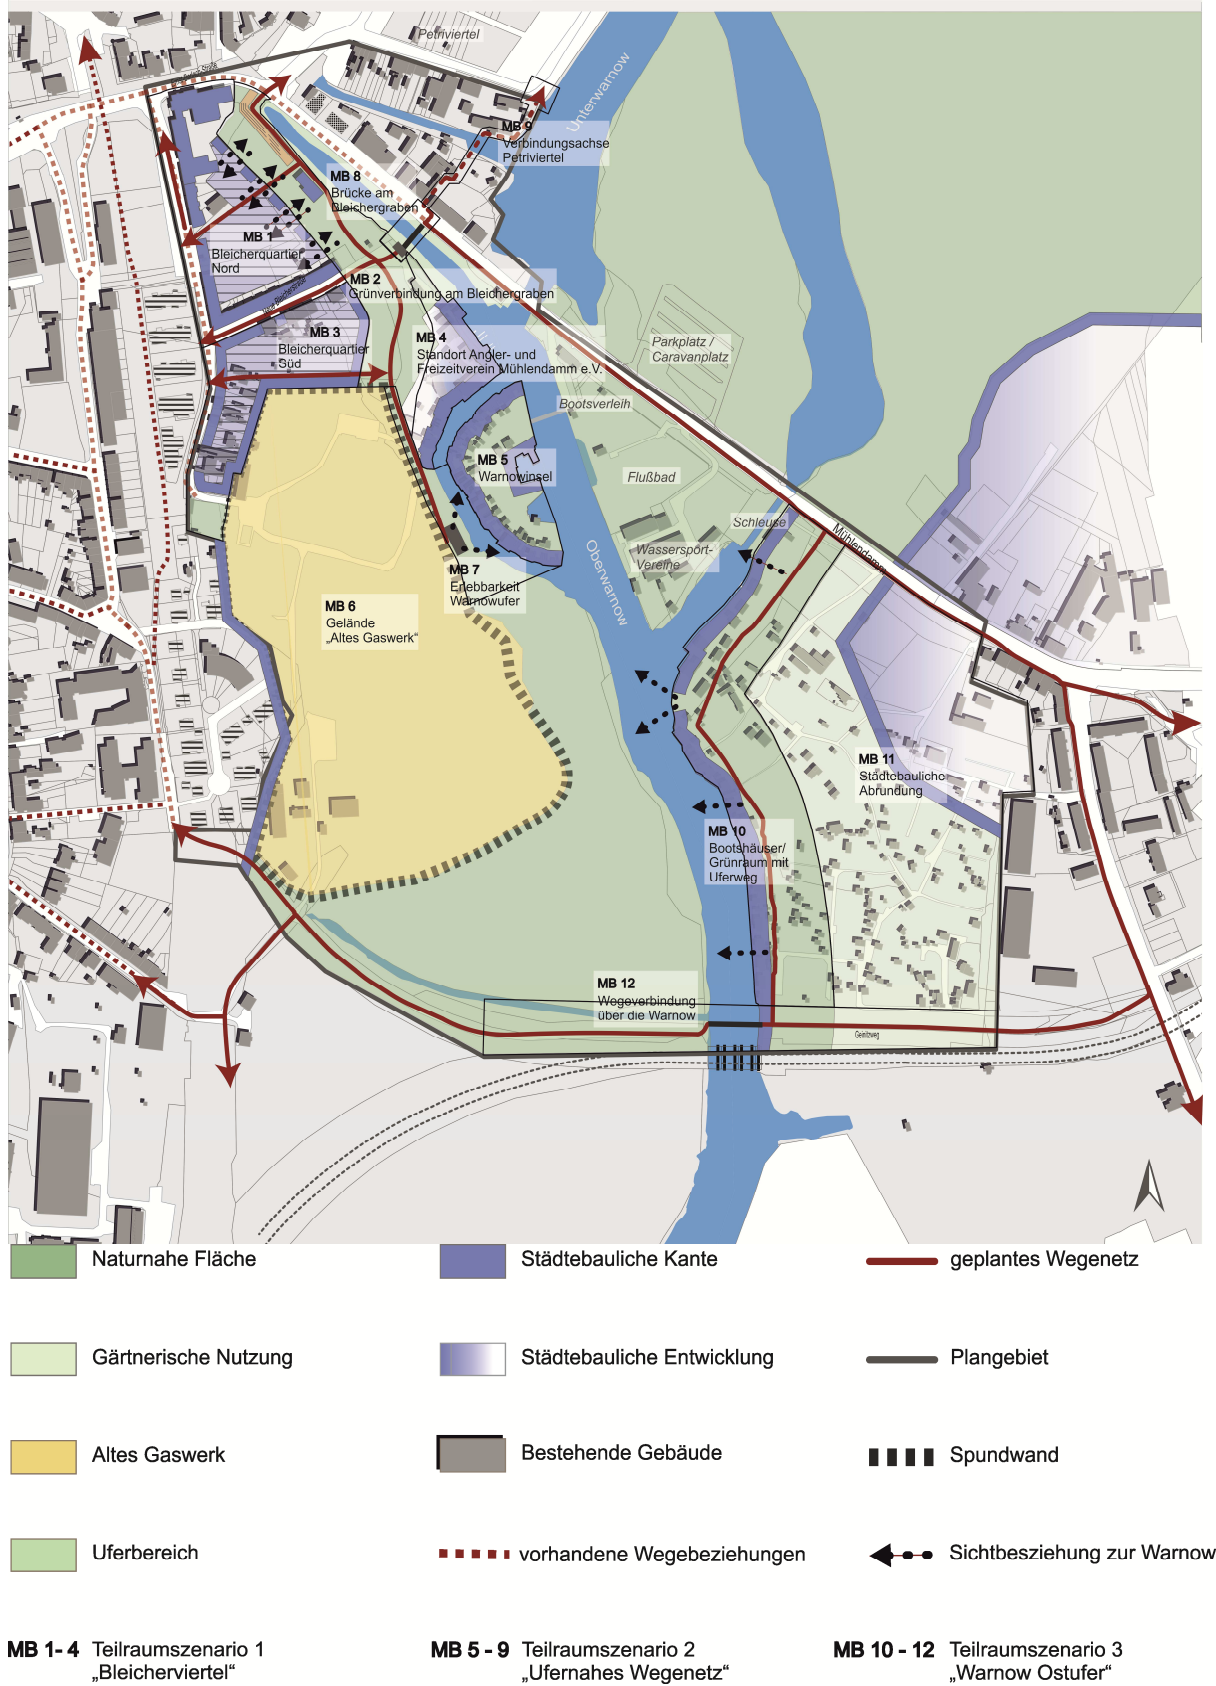 Petriviertel
Unterwarnow
MB 9
Verbindungsachse
Petriviertel
MB 8
Brücke am
Bleichergraben
MB 1
Bleicherquartier
Nord
MB 2
Grünverbindung am Bleichergraben
MB 3
Bleicherquartier
Süd
MB 4
Standort Angler- und
Freizeitverein Mühlendamm e.V.
Parkplatz /
Caravanplatz
Bootsverleih
MB 5
Warnowinsel
Flußbad
Schleuse
Mühlendamm
Wassersport-
Vereine
Oberwarnow
MB 7
Erlebbarkeit
Warnowufer
MB 6
Gelände
„Altes Gaswerk“
MB 11
Städtebauliche
Abrundung
MB 10
Bootshäuser/
Grünraum mit
Uferweg
MB 12
Wegeverbindung
über die Warnow
Geinitzweg
Naturnahe Fläche
Städtebauliche Kante
geplantes Wegenetz
Gärtnerische Nutzung
Städtebauliche Entwicklung
Plangebiet
Altes Gaswerk
Bestehende Gebäude
Spundwand
Uferbereich
vorhandene Wegebeziehungen
Sichtbesziehung zur Warnow
MB 1- 4 Teilraumszenario 1
„Bleicherviertel“
MB 5 - 9 Teilraumszenario 2
„Ufernahes Wegenetz“
MB 10 - 12 Teilraumszenario 3
„Warnow Ostufer“